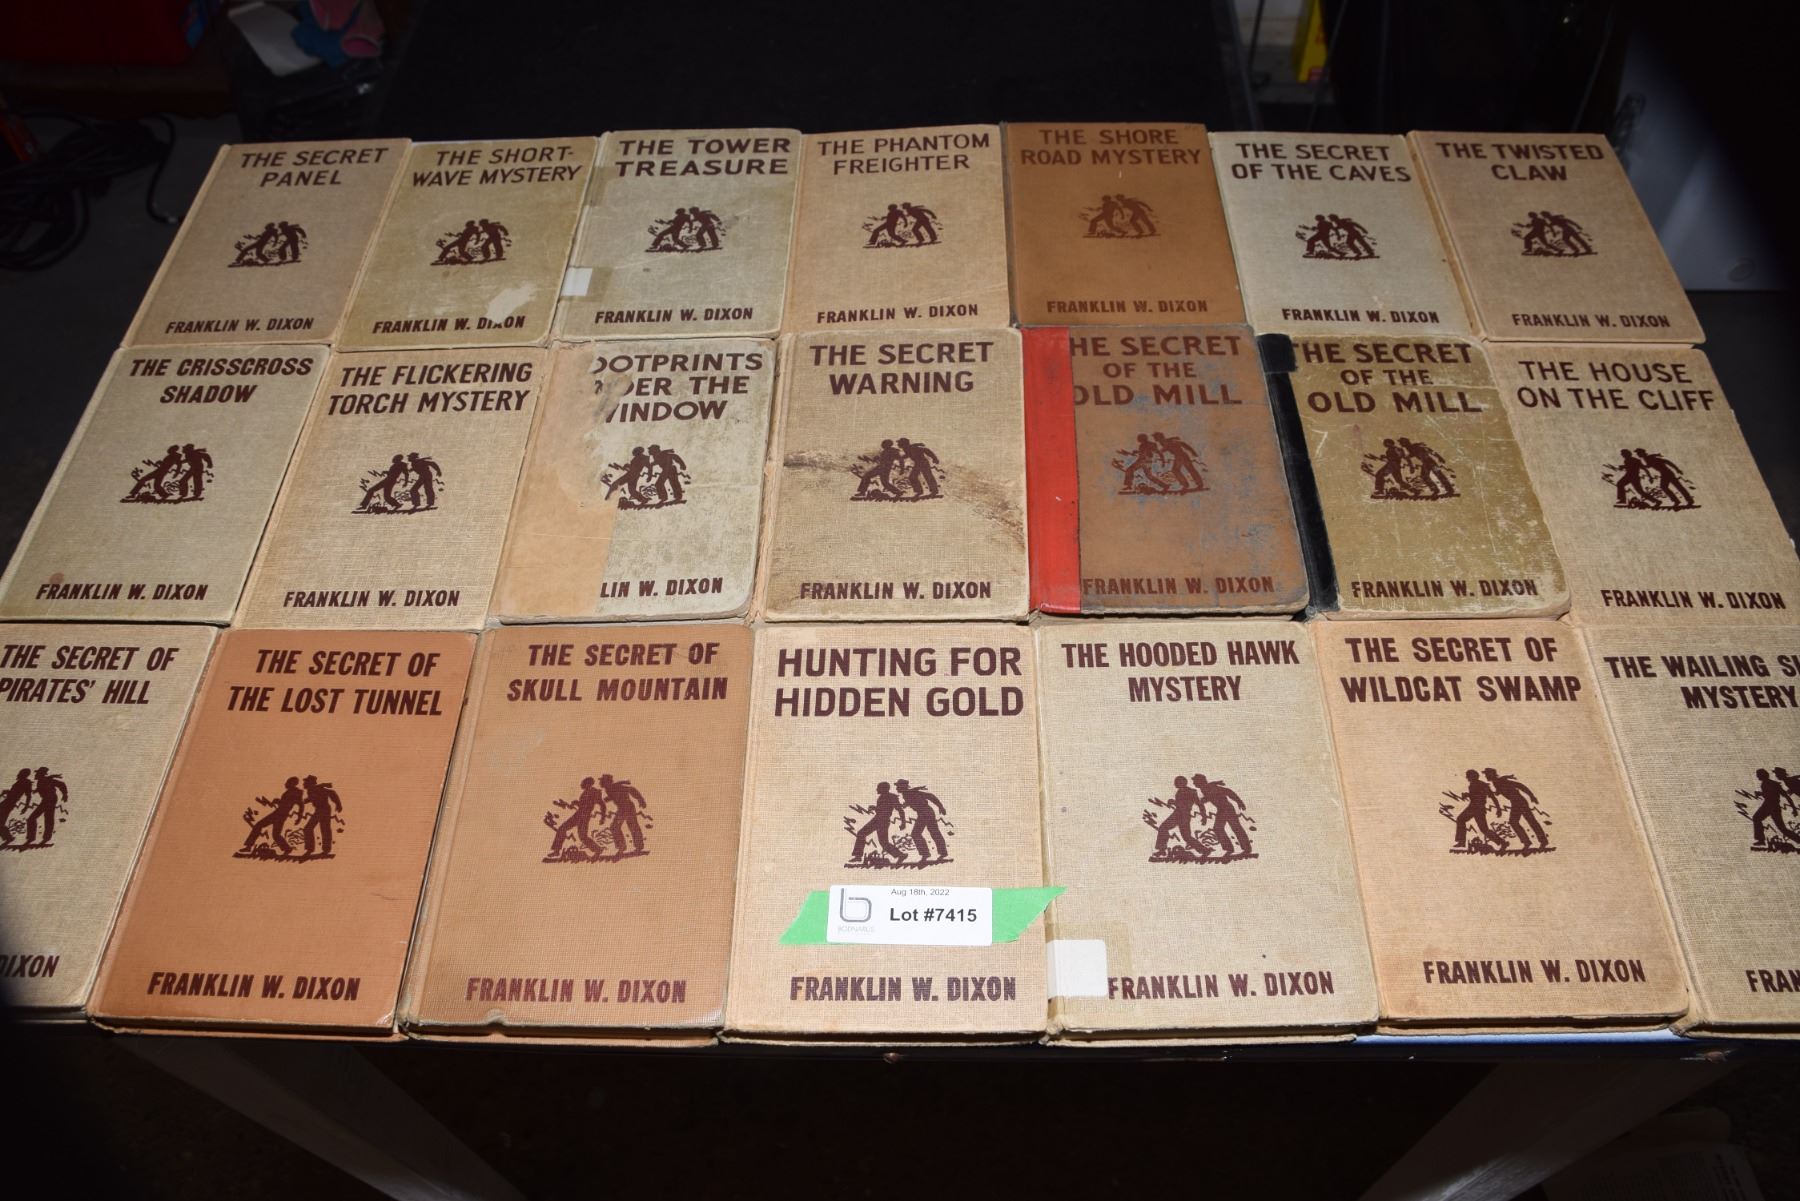 THE SECRET
PANEL
FRANKLIN W. DIXON
THE SHORT-
WAVE MYSTERY
FRANKLIN W. DIXON
THE TOWER
TREASURE
FRANKLIN W. DIXON
THE PHANTOM
FREIGHTER
FRANKLIN W. DIXON
THE SHORE
ROAD MYSTERY
FRANKLIN W. DIXON
THE SECRET
OF THE CAVES
FRANKLIN W. DIXON
THE TWISTED
CLAW
FRANKLIN W. DIXON
THE CRISSCROSS
SHADOW
FRANKLIN W. DIXON
THE FLICKERING
TORCH MYSTERY
FRANKLIN W. DIXON
OOTPRINTS
DER THE
INDOW
LIN W. DIXON
THE SECRET
WARNING
FRANKLIN W. DIXON
HE SECRET
OF THE
OLD MILL
FRANKLIN W. DIXON
THE SECRET
OF THE
OLD MILL
FRANKLIN W. DIXON
THE HOUSE
ON THE CLIFF
FRANKLIN W. DIXON
THE SECRET OF
PIRATES' HILL
DIXON
THE SECRET OF
THE LOST TUNNEL
FRANKLIN W. DIXON
THE SECRET OF
SKULL MOUNTAIN
FRANKLIN W. DIXON
HUNTING FOR
HIDDEN GOLD
Aug 18th, 2022
Lot #7415
BODNARUS
FRANKLIN W. DIXON
THE HOODED HAWK
MYSTERY
FRANKLIN W. DIXON
THE SECRET OF
WILDCAT SWAMP
FRANKLIN W. DIXON
THE WAILING S
MYSTERY
FRAN